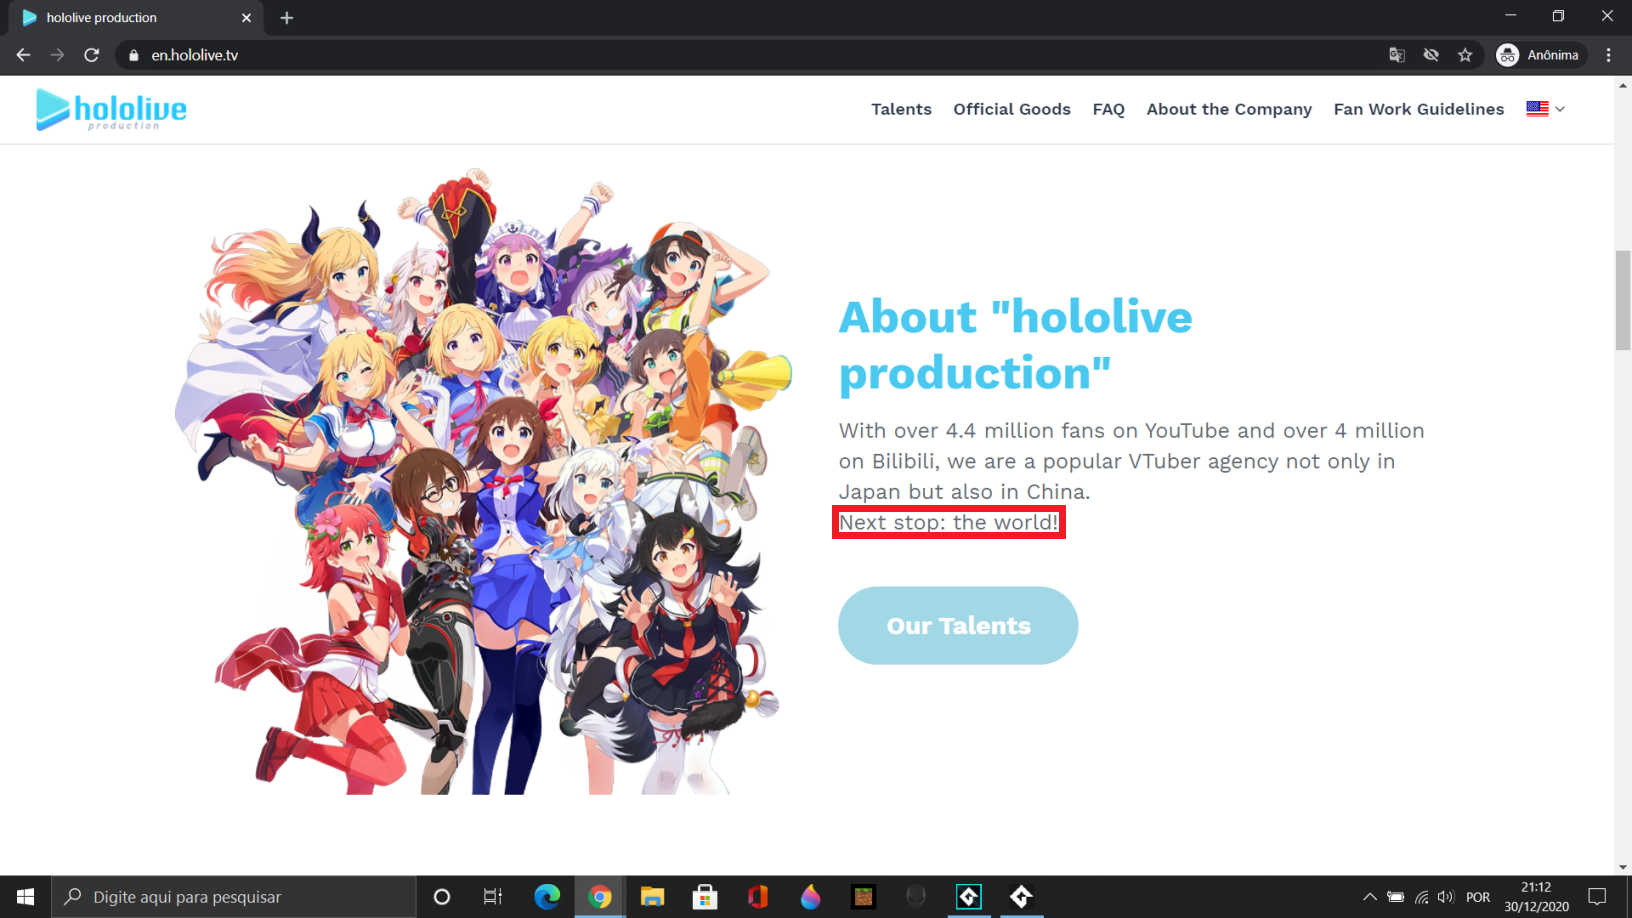 hololive production
en.hololive.tv
Anônima
hololive
production
Talents
Official Goods
FAQ
About the Company
Fan Work Guidelines
About "hololive
production"
With over 4.4 million fans on YouTube and over 4 million
on Bilibili, we are a popular VTuber agency not only in
Japan but also in China.
Next stop: the world!
Our Talents
Digite aqui para pesquisar
POR
21:12
30/12/2020